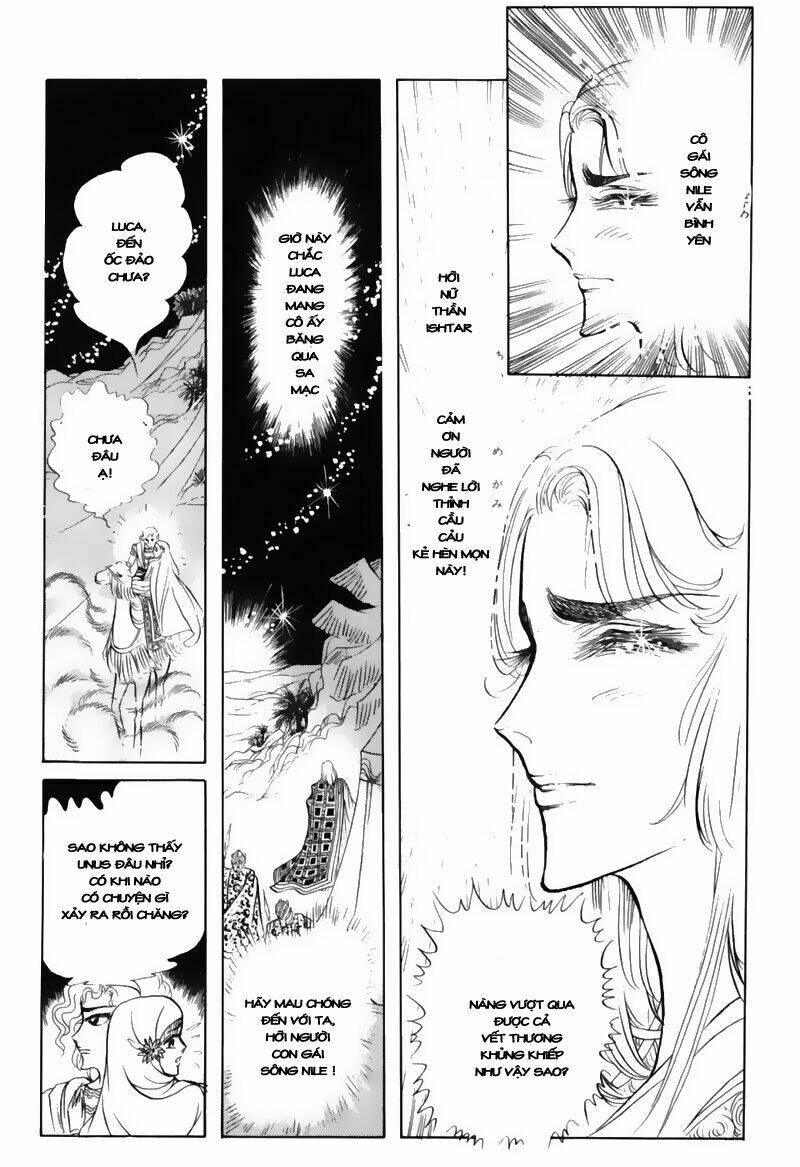 CÔ
GÁI
SÔNG
NILE
VẪN
BÌNH
YÊN
HỠI
NỮ
THẦN
ISHTAR
CẢM
ƠN
NGƯỜI
ĐÃ
NGHE LỜI
THỈNH
CẦU
CẢU
KẺ HÈN MỌN
NÀY!
めがみ
NÀNG VƯỢT QUA
ĐƯỢC CẢ
VẾT THƯƠNG
KHỦNG KHIẾP
NHƯ VẬY SAO?
GIỜ NÀY
CHẮC
LUCA
ĐANG
MANG
CÔ ẤY
BĂNG
QUA
SA
MẠC
HÃY MAU CHÓNG
ĐẾN VỚI TA,
HỠI NGƯỜI
CON GÁI
SÔNG NILE !
LUCA,
ĐẾN
ỐC ĐẢO
CHƯA?
CHƯA
ĐÂU
Ạ!
SAO KHÔNG THẤY
UNUS ĐÂU NHỈ?
CÓ KHI NÀO
CÓ CHUYỆN GÌ
XẢY RA RỒI CHĂNG?